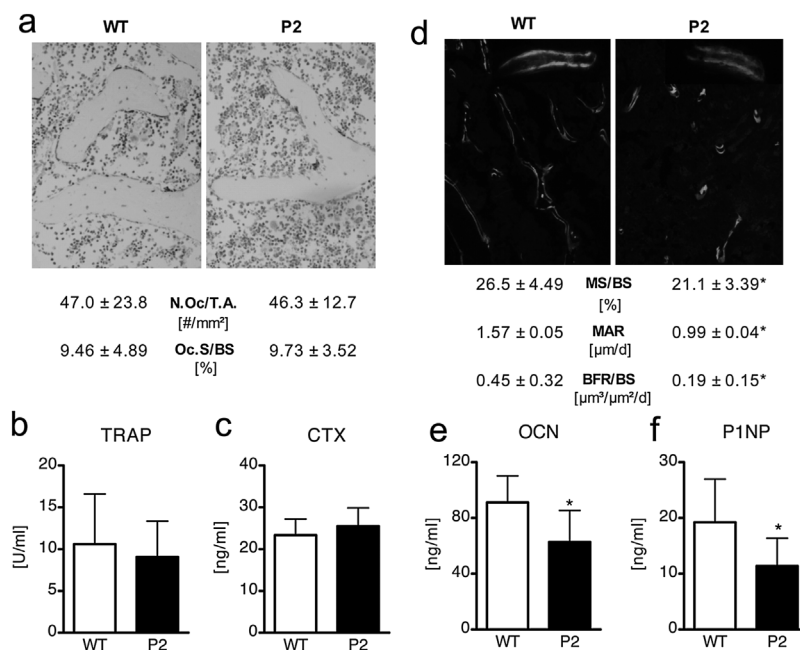 a
WT P2
47.0 ± 23.8 N.Oc/T.A. 46.3 ± 12.7
[#/mm²]
9.46 ± 4.89 Oc.S/BS 9.73 ± 3.52
[%]
d
WT P2
26.5 ± 4.49 MS/BS 21.1 ± 3.39*
[%]
1.57 ± 0.05 MAR 0.99 ± 0.04*
[µm/d]
0.45 ± 0.32 BFR/BS 0.19 ± 0.15*
[µm³/µm²/d]
b
TRAP
[U/ml]
20
15
10
5
0
WT P2
c
CTX
[ng/ml]
40
30
20
10
0
WT P2
e
OCN
[ng/ml]
120
80
40
0
*
WT P2
f
P1NP
[ng/ml]
30
20
10
0
*
WT P2